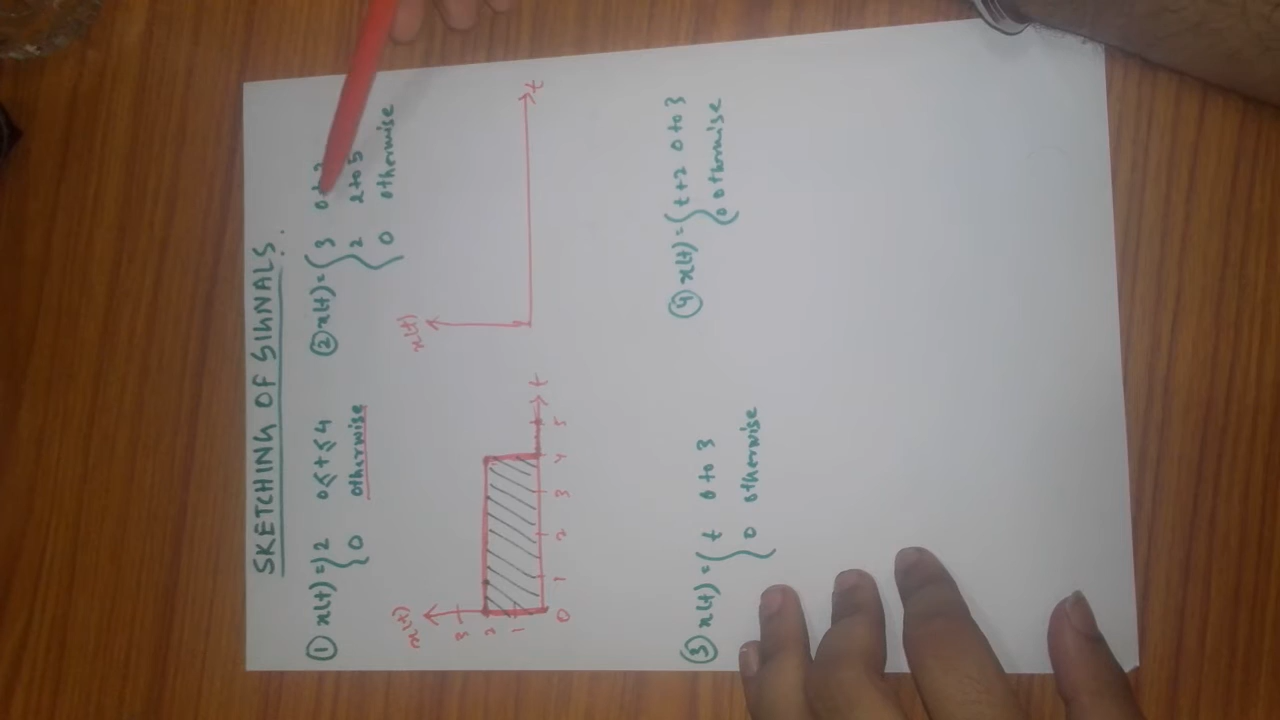 SKETCHING OF SIGNALS.
① x(t) = { 2 0≤t≤4
0 otherwise
② x(t) = { 3 0 to
2 2 to 5
0 otherwise
x(t)
3
2
1
0 1 2 3 4 5 t
x(t)
t
③ x(t) = { t 0 to 3
0 otherwise
④ x(t) = { t+2 0 to 3
0 otherwise